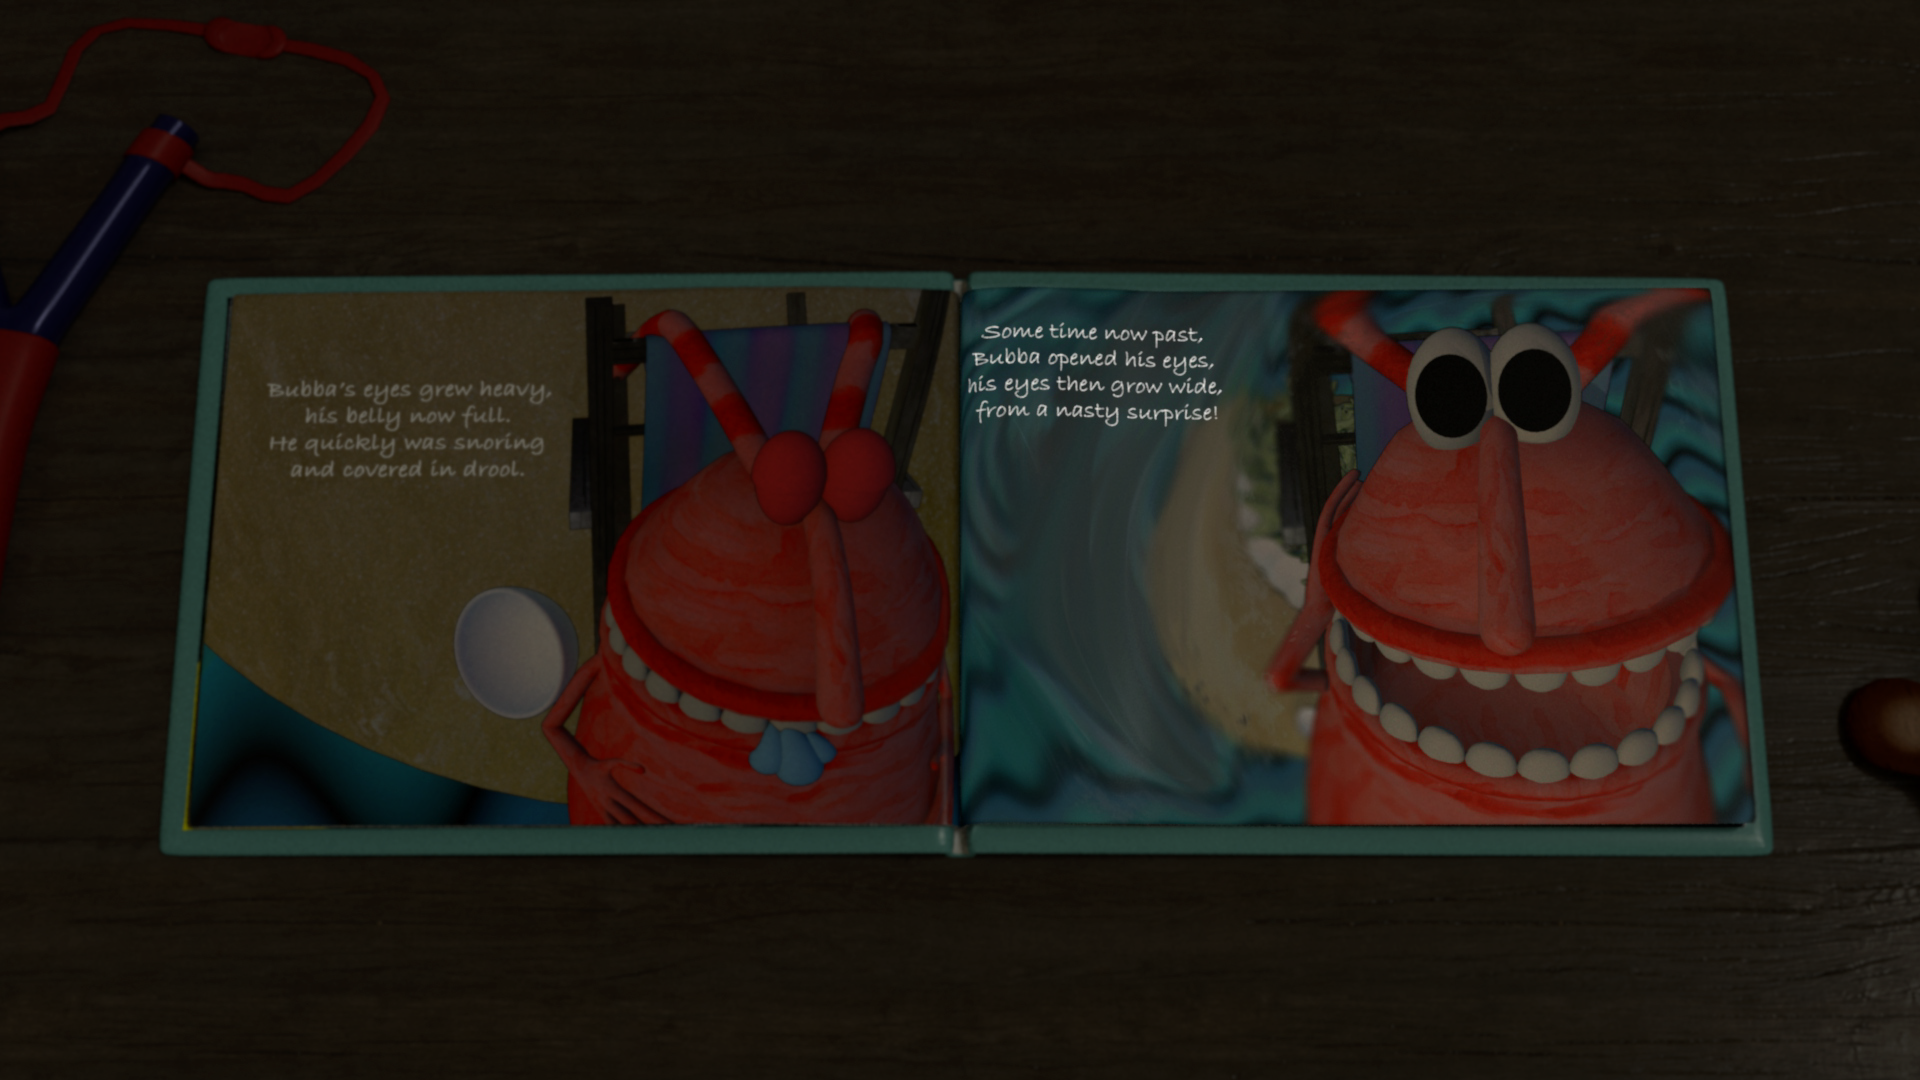 Bubba's eyes grew heavy,
his belly now full.
He quickly was snoring
and covered in drool.
Some time now past,
Bubba opened his eyes,
his eyes then grow wide,
from a nasty surprise!